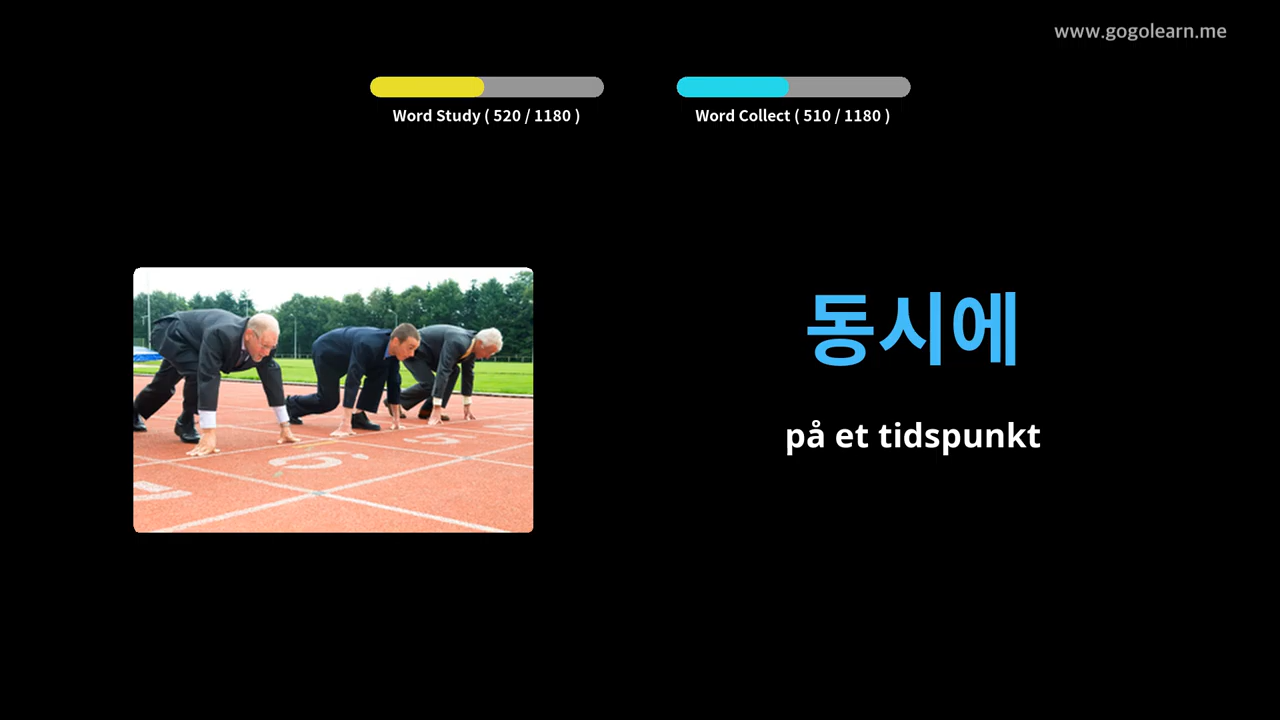 www.gogolearn.me
Word Study ( 520 / 1180 )
Word Collect ( 510 / 1180 )
동시에
på et tidspunkt